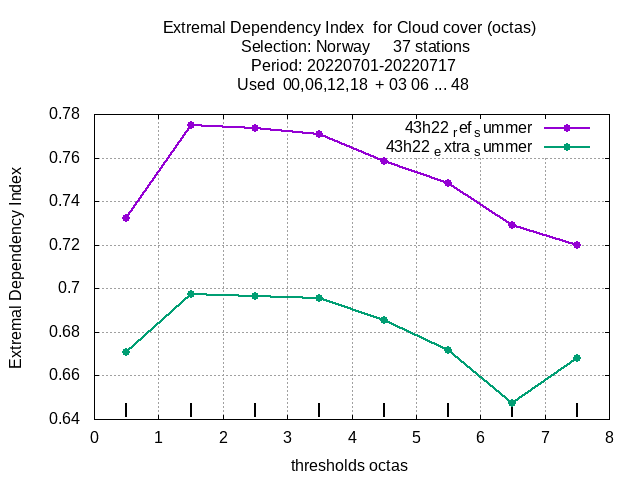 Extremal Dependency Index  for Cloud cover (octas)
Selection: Norway     37 stations
Period: 20220701-20220717
Used  00,06,12,18  + 03 06 ... 48
43h22 ref summer
43h22 extra summer
Extremal Dependency Index
0.78
0.76
0.74
0.72
0.7
0.68
0.66
0.64
0 1 2 3 4 5 6 7 8
thresholds octas